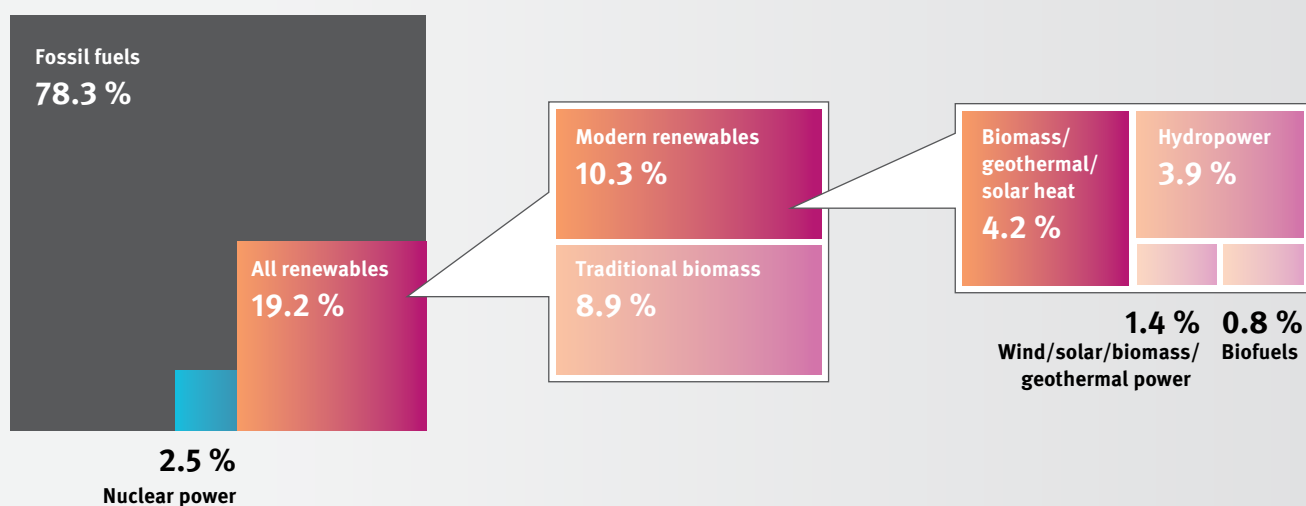 Fossil fuels
78.3 %
All renewables
19.2 %
2.5 %
Nuclear power
Modern renewables
10.3 %
Traditional biomass
8.9 %
Biomass/
geothermal/
solar heat
4.2 %
Hydropower
3.9 %
1.4 %
Wind/solar/biomass/
geothermal power
0.8 %
Biofuels